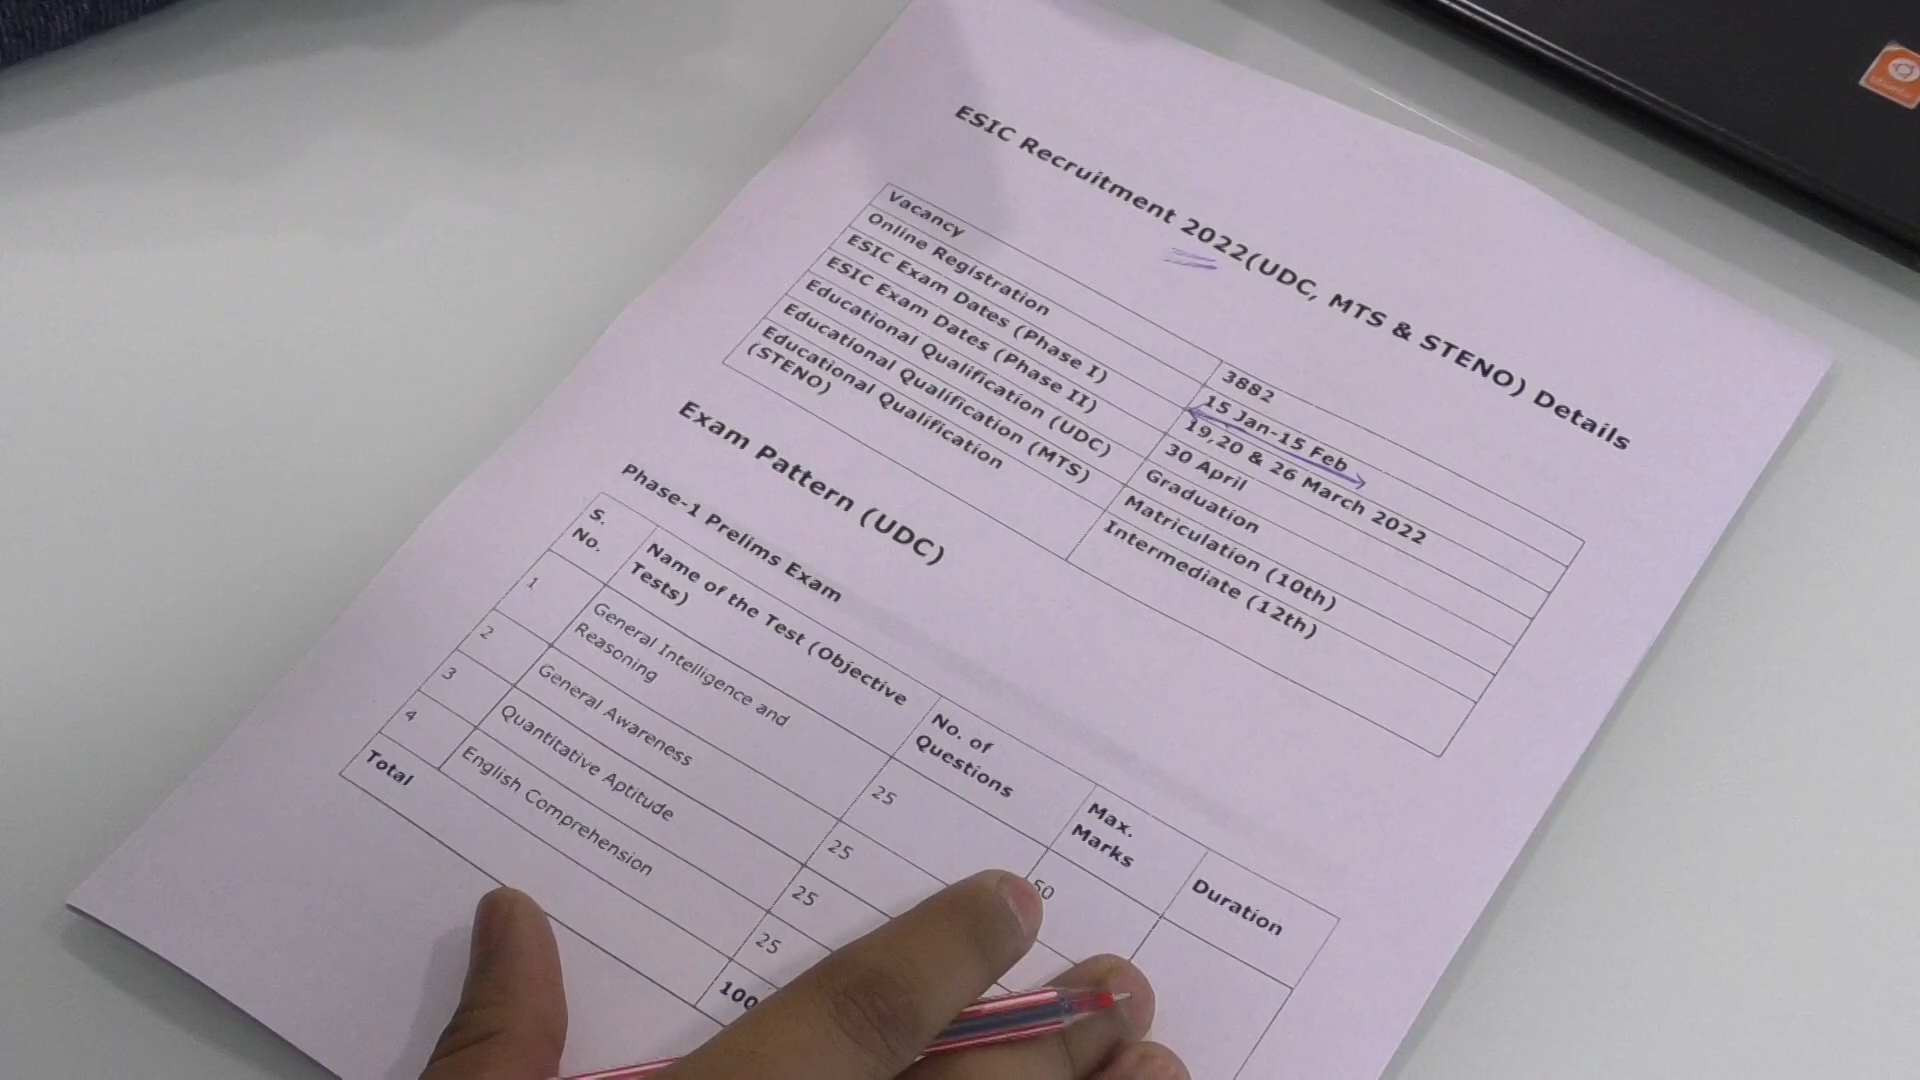 ESIC Recruitment 2022(UDC, MTS & STENO) Details
Vacancy 3882
Online Registration 15 Jan-15 Feb
ESIC Exam Dates (Phase I) 19,20 & 26 March 2022
ESIC Exam Dates (Phase II) 30 April
Educational Qualification (UDC) Graduation
Educational Qualification (MTS) Matriculation (10th)
Educational Qualification Intermediate (12th)
(STENO)
Exam Pattern (UDC)
Phase-1 Prelims Exam
S. Name of the Test (Objective No. of Max. Duration
No. Tests) Questions Marks
1 General Intelligence and 25 50
Reasoning
2 General Awareness 25
3 Quantitative Aptitude 25
4 English Comprehension 25
Total 100
ubuntu